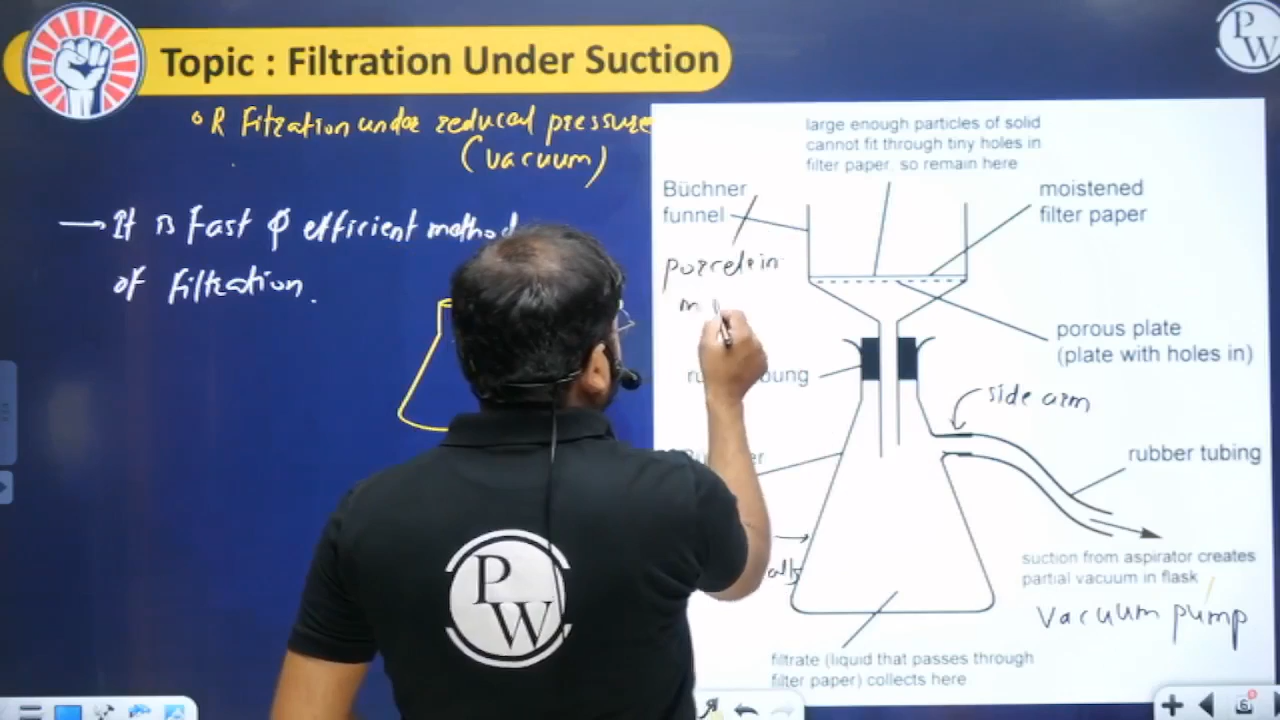 Topic : Filtration Under Suction
PW
OR Filtration under reduced pressure
(vacuum)
→ It is fast & efficient method
of filtration.
large enough particles of solid
cannot fit through tiny holes in
filter paper, so remain here
Büchner
funnel
moistened
filter paper
porcelein
porous plate
(plate with holes in)
side arm
rubber tubing
suction from aspirator creates
partial vacuum in flask
vacuum pump
filtrate (liquid that passes through
filter paper) collects here
PW